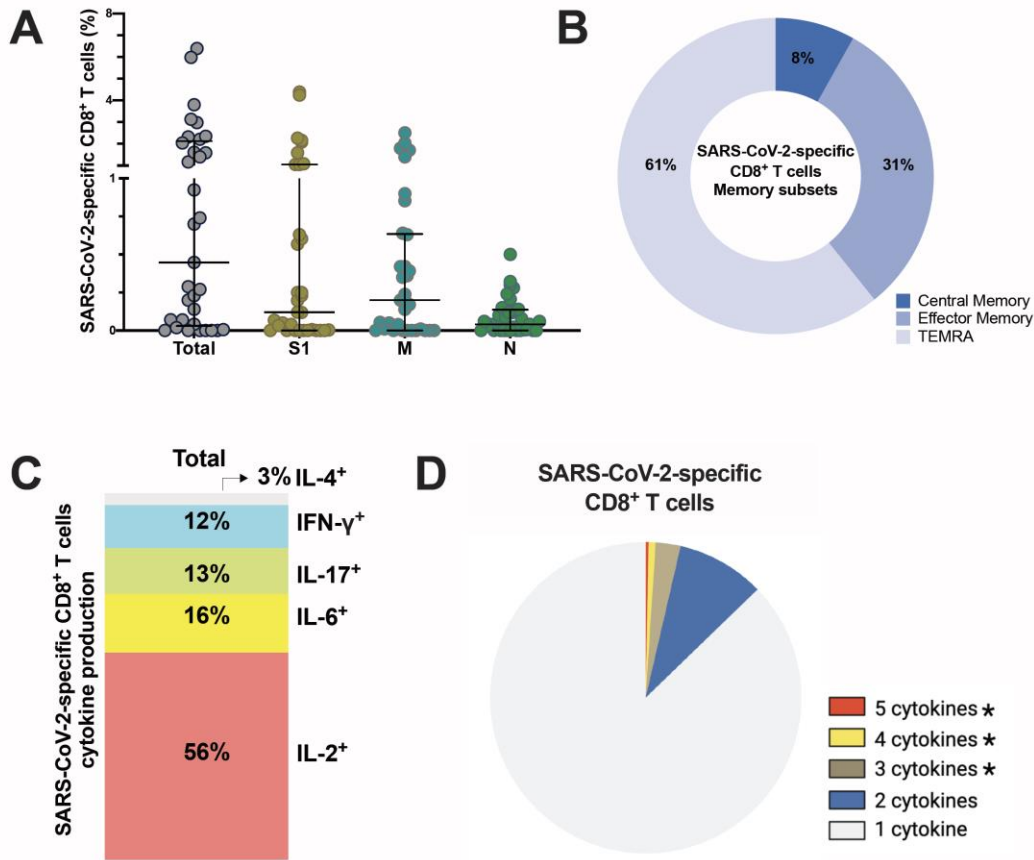 A
SARS-CoV-2-specific CD8⁺ T cells (%)
8
4
1
0
Total
S1
M
N
B
8%
31%
61%
SARS-CoV-2-specific
CD8⁺ T cells
Memory subsets
Central Memory
Effector Memory
TEMRA
C
SARS-CoV-2-specific CD8⁺ T cells
cytokine production
Total
3% IL-4⁺
12% IFN-γ⁺
13% IL-17⁺
16% IL-6⁺
56% IL-2⁺
D
SARS-CoV-2-specific
CD8⁺ T cells
5 cytokines *
4 cytokines *
3 cytokines *
2 cytokines
1 cytokine